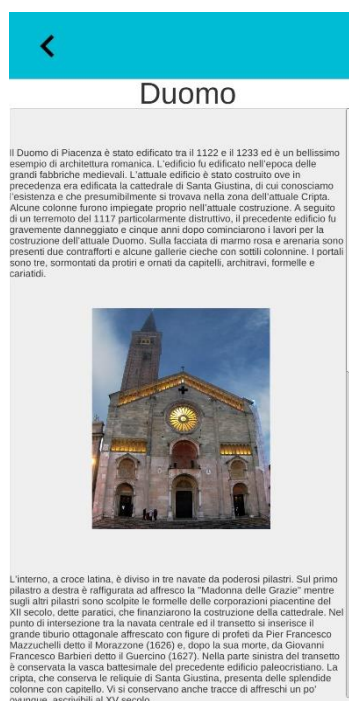 Duomo
Il Duomo di Piacenza è stato edificato tra il 1122 e il 1233 ed è un bellissimo
esempio di architettura romanica. L'edificio fu edificato nell'epoca delle
grandi fabbriche medievali. L'attuale edificio è stato costruito ove in
precedenza era edificata la cattedrale di Santa Giustina, di cui conosciamo
l'esistenza e che presumibilmente si trovava nella zona dell'attuale Cripta.
Alcune colonne furono impiegate proprio nell'attuale costruzione. A seguito
di un terremoto del 1117 particolarmente distruttivo, il precedente edificio fu
gravemente danneggiato e cinque anni dopo cominciarono i lavori per la
costruzione dell'attuale Duomo. Sulla facciata di marmo rosa e arenaria sono
presenti due contrafforti e alcune gallerie cieche con sottili colonnine. I portali
sono tre, sormontati da protiri e ornati da capitelli, architravi, formelle e
cariatidi.
L'interno, a croce latina, è diviso in tre navate da poderosi pilastri. Sul primo
pilastro a destra è raffigurata ad affresco la "Madonna delle Grazie" mentre
sugli altri pilastri sono scolpite le formelle delle corporazioni piacentine del
XII secolo, dette paratici, che finanziarono la costruzione della cattedrale. Nel
punto di intersezione tra la navata centrale ed il transetto si inserisce il
grande tiburio ottagonale affrescato con figure di profeti da Pier Francesco
Mazzuchelli detto il Morazzone (1626) e, dopo la sua morte, da Giovanni
Francesco Barbieri detto il Guercino (1627). Nella parte sinistra del transetto
è conservata la vasca battesimale del precedente edificio paleocristiano. La
cripta, che conserva le reliquie di Santa Giustina, presenta delle splendide
colonne con capitello. Vi si conservano anche tracce di affreschi un po'
ovunque, ascrivibili al XV secolo.